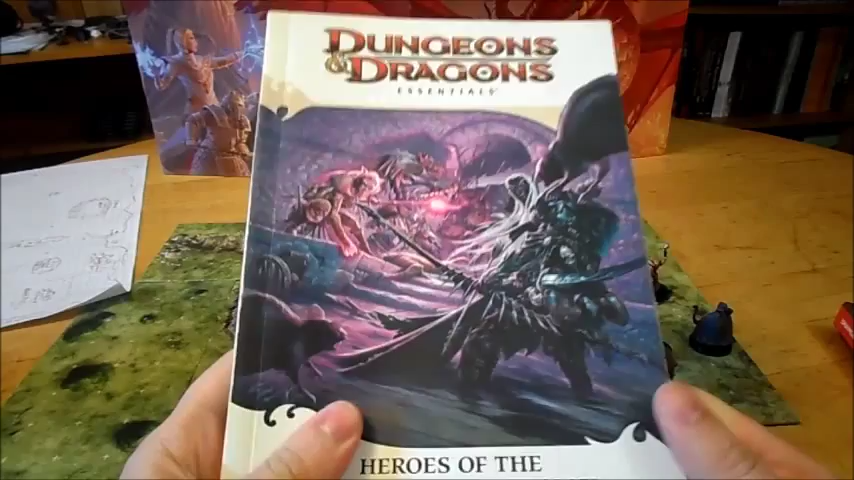 DUNGEONS
& DRAGONS
ESSENTIALS
HEROES OF THE